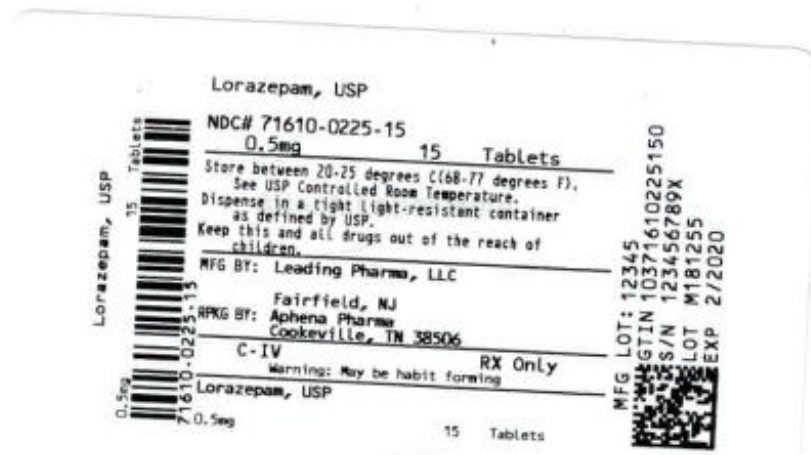 Lorazepam, USP
NDC# 71610-0225-15
0.5mg 15 Tablets
Store between 20-25 degrees C(68-77 degrees F).
See USP Controlled Room Temperature.
Dispense in a tight light-resistant container
as defined by USP.
Keep this and all drugs out of the reach of
children.
MFG BY: Leading Pharma, LLC
Fairfield, NJ
RPKG BY: Aphena Pharma
Cookeville, TN 38506
C-IV RX Only
Warning: May be habit forming
Lorazepam, USP
0.5mg 15 Tablets
Lorazepam, USP
0.5mg 15 Tablets
71610-0225-15
MFG LOT: 12345
GTIN 10371610225150
S/N 123456789X
LOT M181255
EXP 2/2020